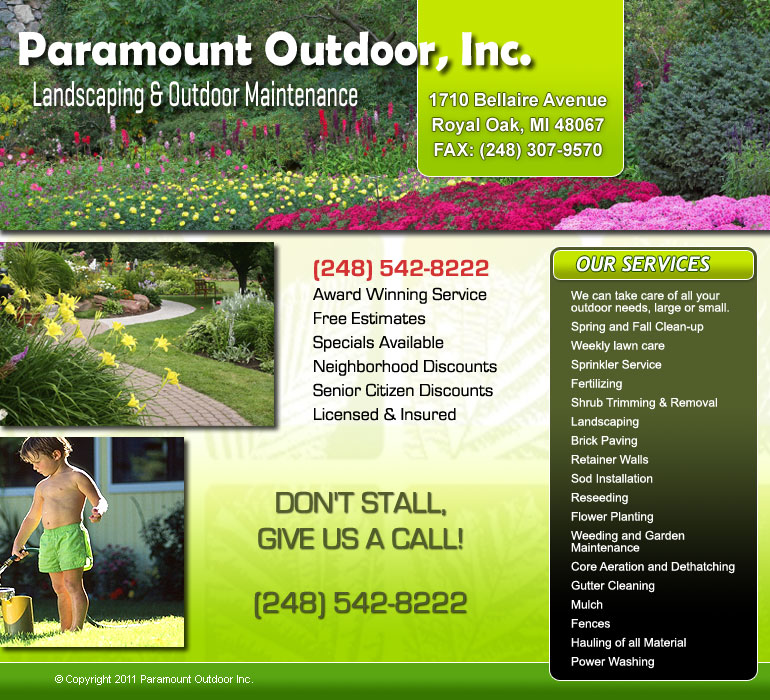 Paramount Outdoor, Inc.
Landscaping & Outdoor Maintenance
1710 Bellaire Avenue
Royal Oak, MI 48067
FAX: (248) 307-9570
(248) 542-8222
Award Winning Service
Free Estimates
Specials Available
Neighborhood Discounts
Senior Citizen Discounts
Licensed & Insured
DON'T STALL,
GIVE US A CALL!
(248) 542-8222
OUR SERVICES
We can take care of all your
outdoor needs, large or small.
Spring and Fall Clean-up
Weekly lawn care
Sprinkler Service
Fertilizing
Shrub Trimming & Removal
Landscaping
Brick Paving
Retainer Walls
Sod Installation
Reseeding
Flower Planting
Weeding and Garden
Maintenance
Core Aeration and Dethatching
Gutter Cleaning
Mulch
Fences
Hauling of all Material
Power Washing
© Copyright 2011 Paramount Outdoor Inc.